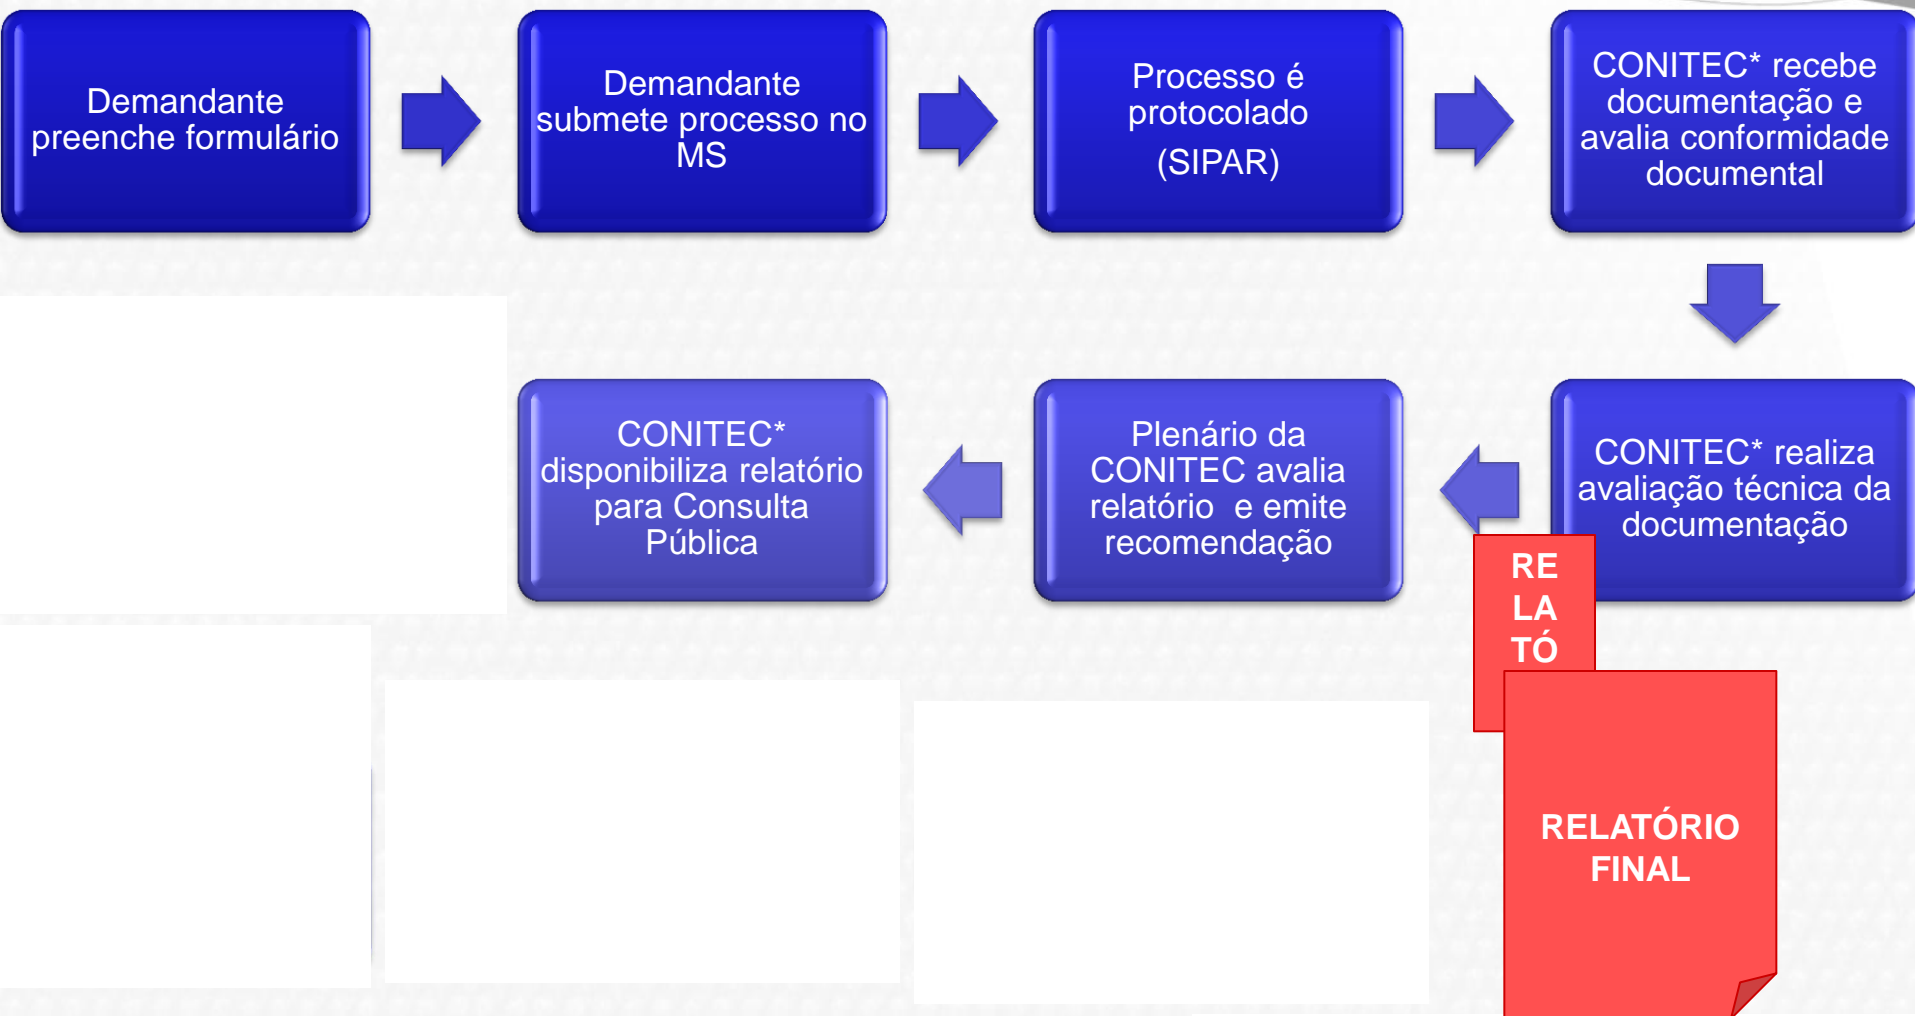 Demandante
preenche formulário
Demandante
submete processo no
MS
Processo é
protocolado
(SIPAR)
CONITEC* recebe
documentação e
avalia conformidade
documental
CONITEC* realiza
avaliação técnica da
documentação
Plenário da
CONITEC avalia
relatório e emite
recomendação
CONITEC*
disponibiliza relatório
para Consulta
Pública
RE
LA
TÓ
RELATÓRIO
FINAL